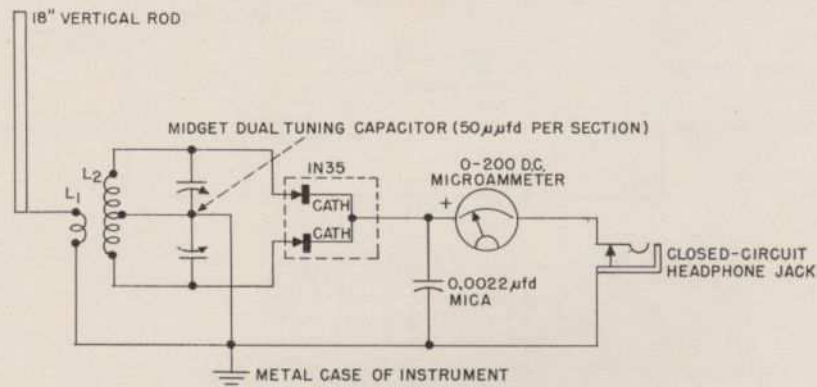 18" VERTICAL ROD
MIDGET DUAL TUNING CAPACITOR (50μμfd PER SECTION)
L1
L2
IN35
CATH
CATH
0-200 D.C.
MICROAMMETER
+
0.0022μfd
MICA
CLOSED-CIRCUIT
HEADPHONE JACK
METAL CASE OF INSTRUMENT